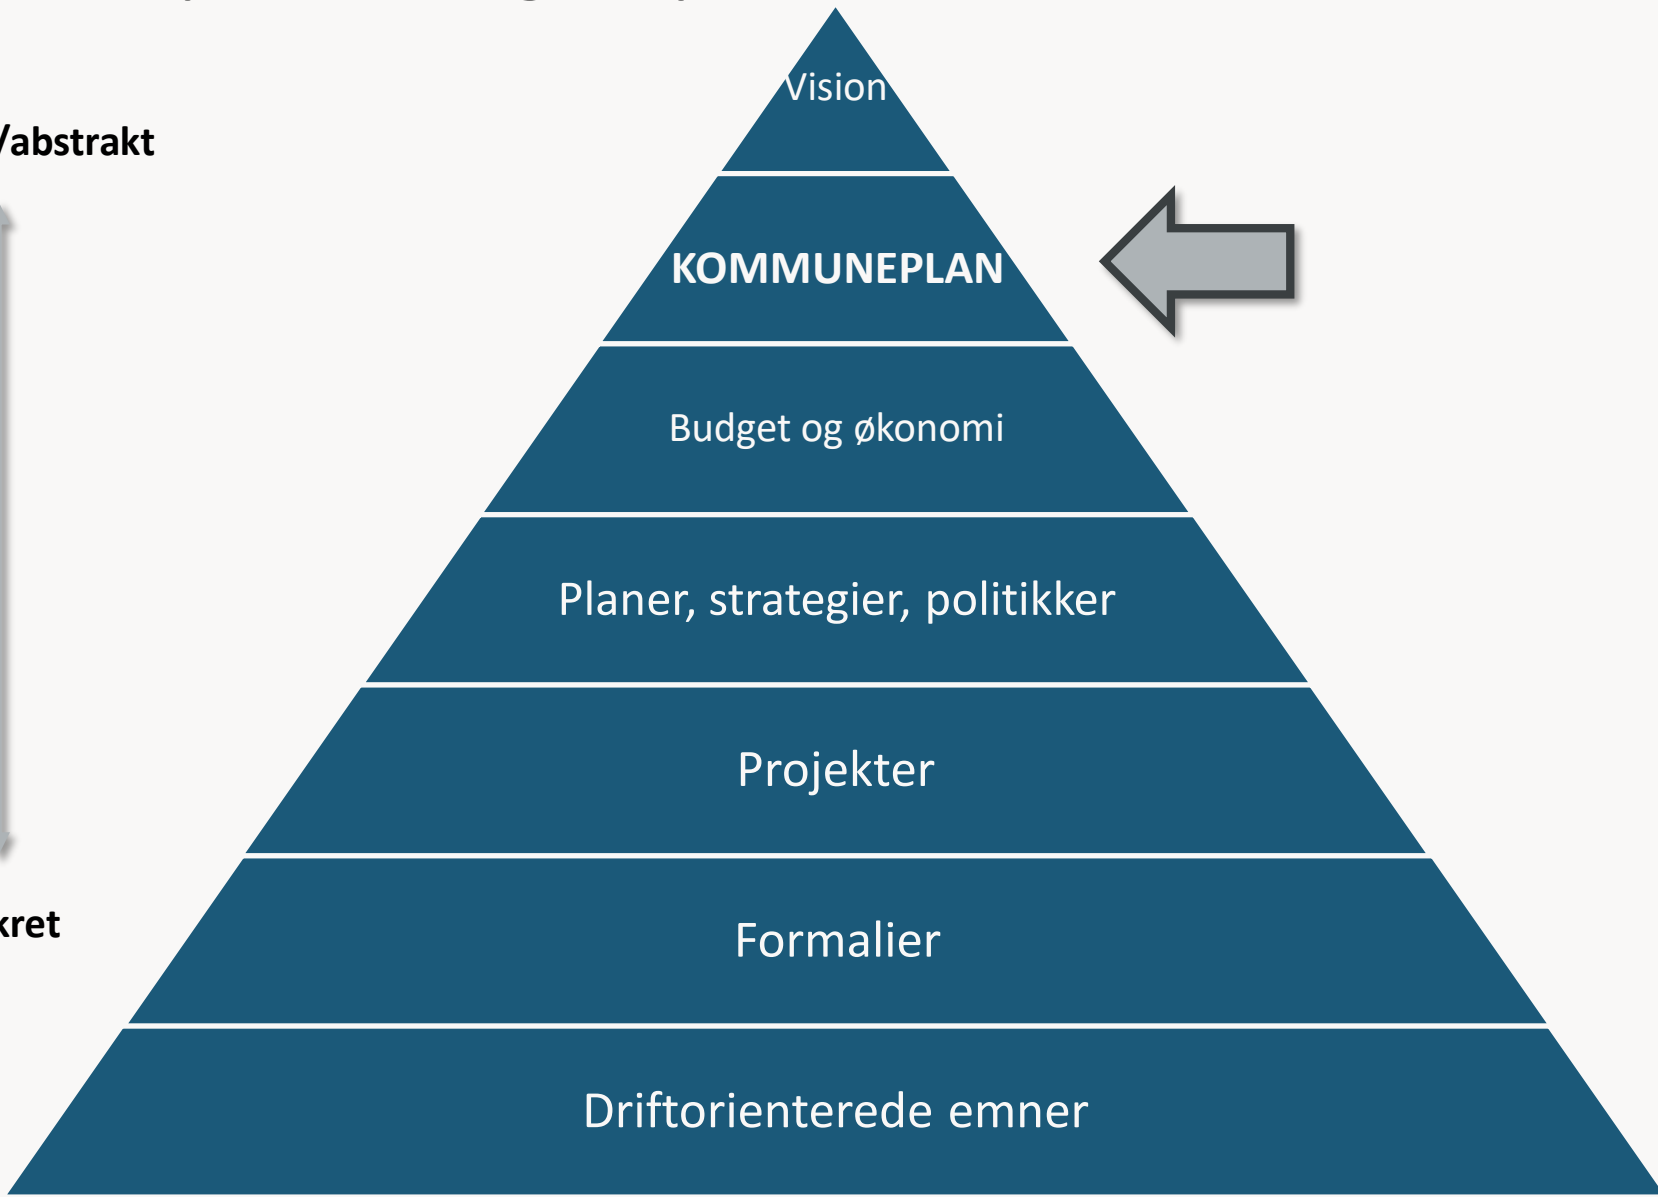 Vision
/abstrakt
KOMMUNEPLAN
Budget og økonomi
Planer, strategier, politikker
Projekter
kret
Formalier
Driftorienterede emner